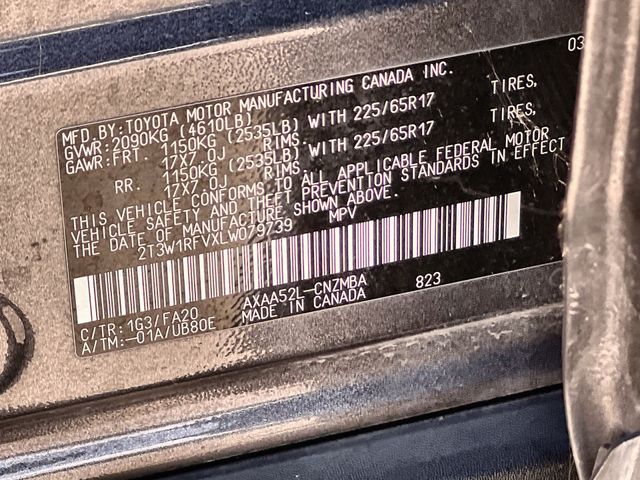 MFD.BY:TOYOTA MOTOR MANUFACTURING CANADA INC. 03
GVWR:2090KG (4610LB)
GAWR:FRT. 1150KG (2535LB) WITH 225/65R17 TIRES,
17X7.0J RIMS.
RR. 1150KG (2535LB) WITH 225/65R17 TIRES,
17X7.0J RIMS.
THIS VEHICLE CONFORMS TO ALL APPLICABLE FEDERAL MOTOR
VEHICLE SAFETY AND THEFT PREVENTION STANDARDS IN EFFECT
THE DATE OF MANUFACTURE SHOWN ABOVE.
2T3W1RFVXLW079739 MPV
C/TR:1G3/FA20 AXAA52L-CNZMBA 823
A/TM:-01A/UB80E MADE IN CANADA